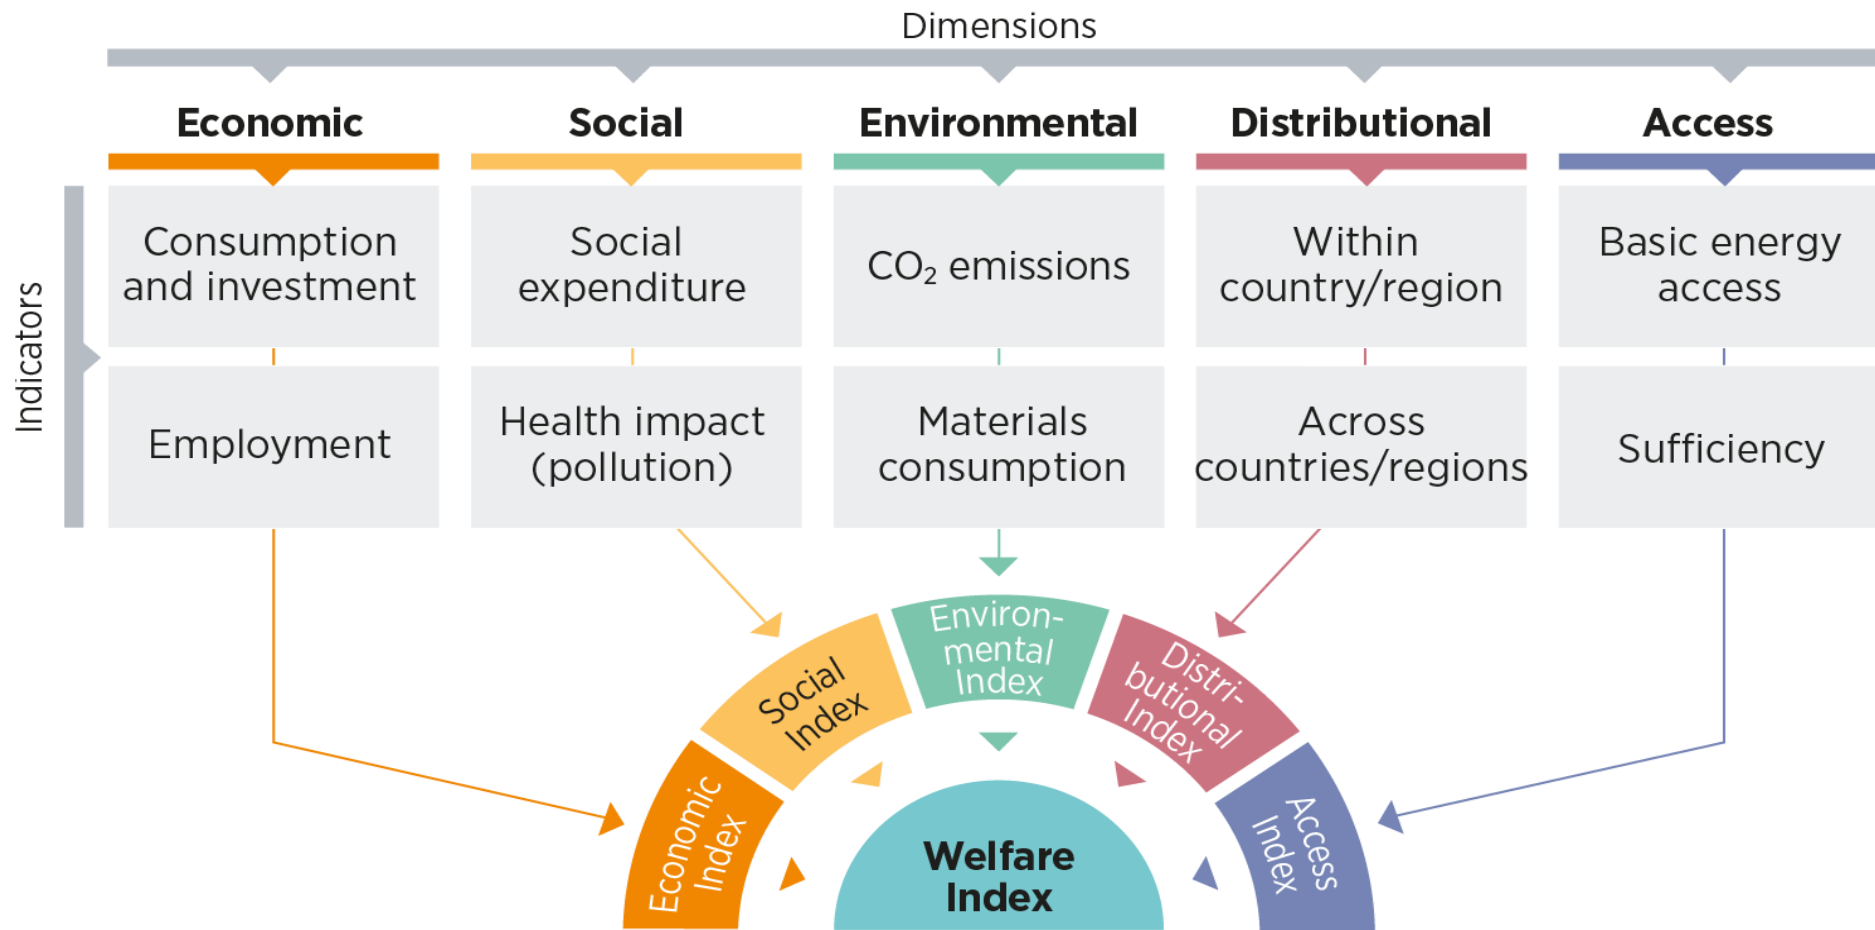 Dimensions
Economic
Social
Environmental
Distributional
Access
Indicators
Consumption
and investment
Social
expenditure
CO₂ emissions
Within
country/region
Basic energy
access
Employment
Health impact
(pollution)
Materials
consumption
Across
countries/regions
Sufficiency
Economic
Index
Social
Index
Environ-
mental
Index
Distri-
butional
Index
Access
Index
Welfare
Index